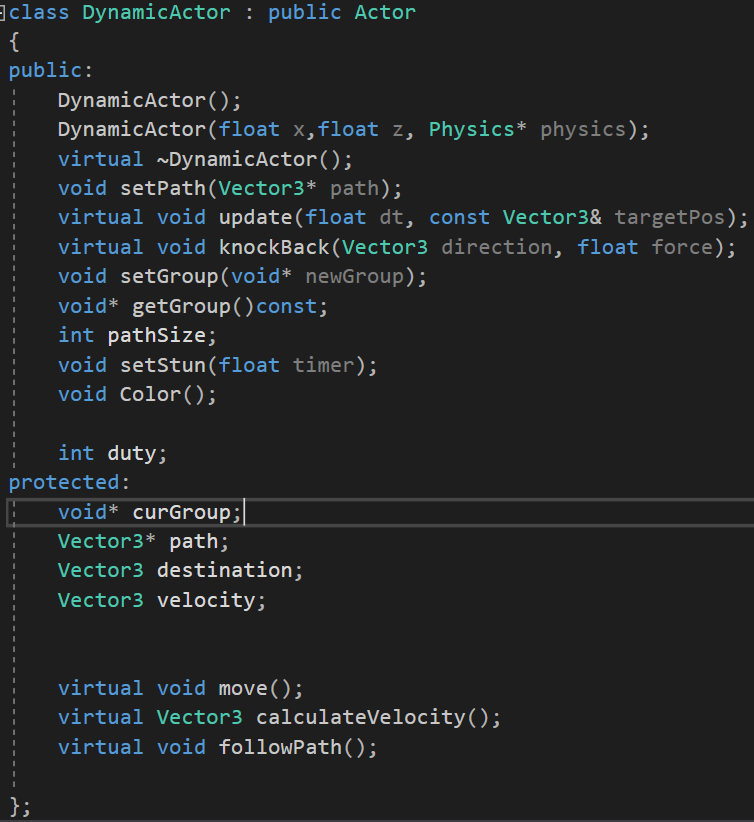 class DynamicActor : public Actor
{
public:
    DynamicActor();
    DynamicActor(float x,float z, Physics* physics);
    virtual ~DynamicActor();
    void setPath(Vector3* path);
    virtual void update(float dt, const Vector3& targetPos);
    virtual void knockBack(Vector3 direction, float force);
    void setGroup(void* newGroup);
    void* getGroup()const;
    int pathSize;
    void setStun(float timer);
    void Color();
    int duty;
protected:
    void* curGroup;
    Vector3* path;
    Vector3 destination;
    Vector3 velocity;
    virtual void move();
    virtual Vector3 calculateVelocity();
    virtual void followPath();
};